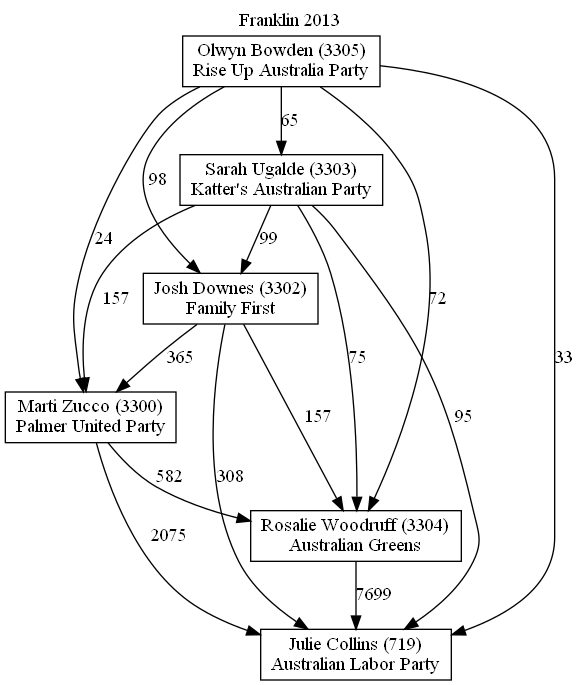 Franklin 2013
Olwyn Bowden (3305)
Rise Up Australia Party
65
Sarah Ugalde (3303)
Katter's Australian Party
98
24
99
157
72
Josh Downes (3302)
Family First
365
75
33
Marti Zucco (3300)
Palmer United Party
157
95
582
308
2075
Rosalie Woodruff (3304)
Australian Greens
7699
Julie Collins (719)
Australian Labor Party